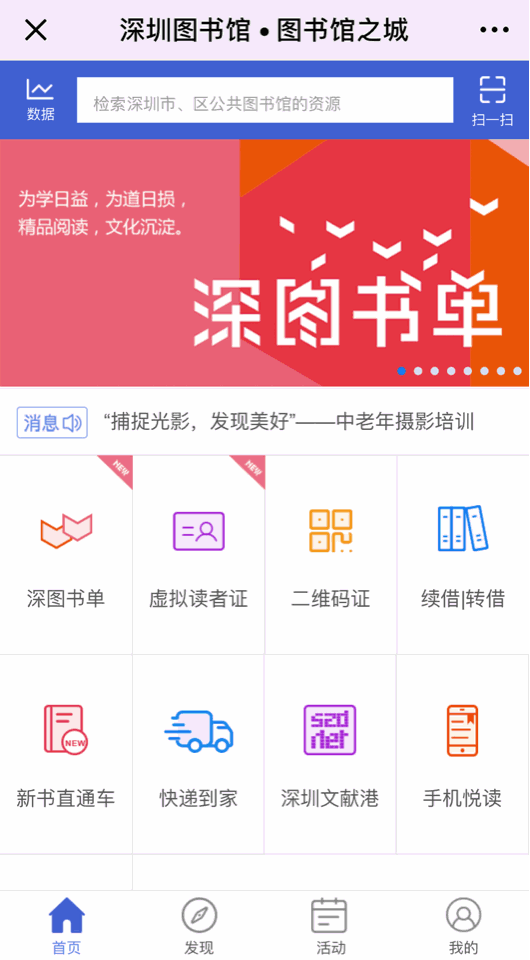 深圳图书馆 • 图书馆之城
数据
检索深圳市、区公共图书馆的资源
扫一扫
为学日益，为道日损，
精品阅读，文化沉淀。
深图书单
消息
“捕捉光影，发现美好”——中老年摄影培训
NEW
NEW
深图书单
虚拟读者证
二维码证
续借|转借
NEW
szd
net
新书直通车
快递到家
深圳文献港
手机悦读
首页
发现
活动
我的